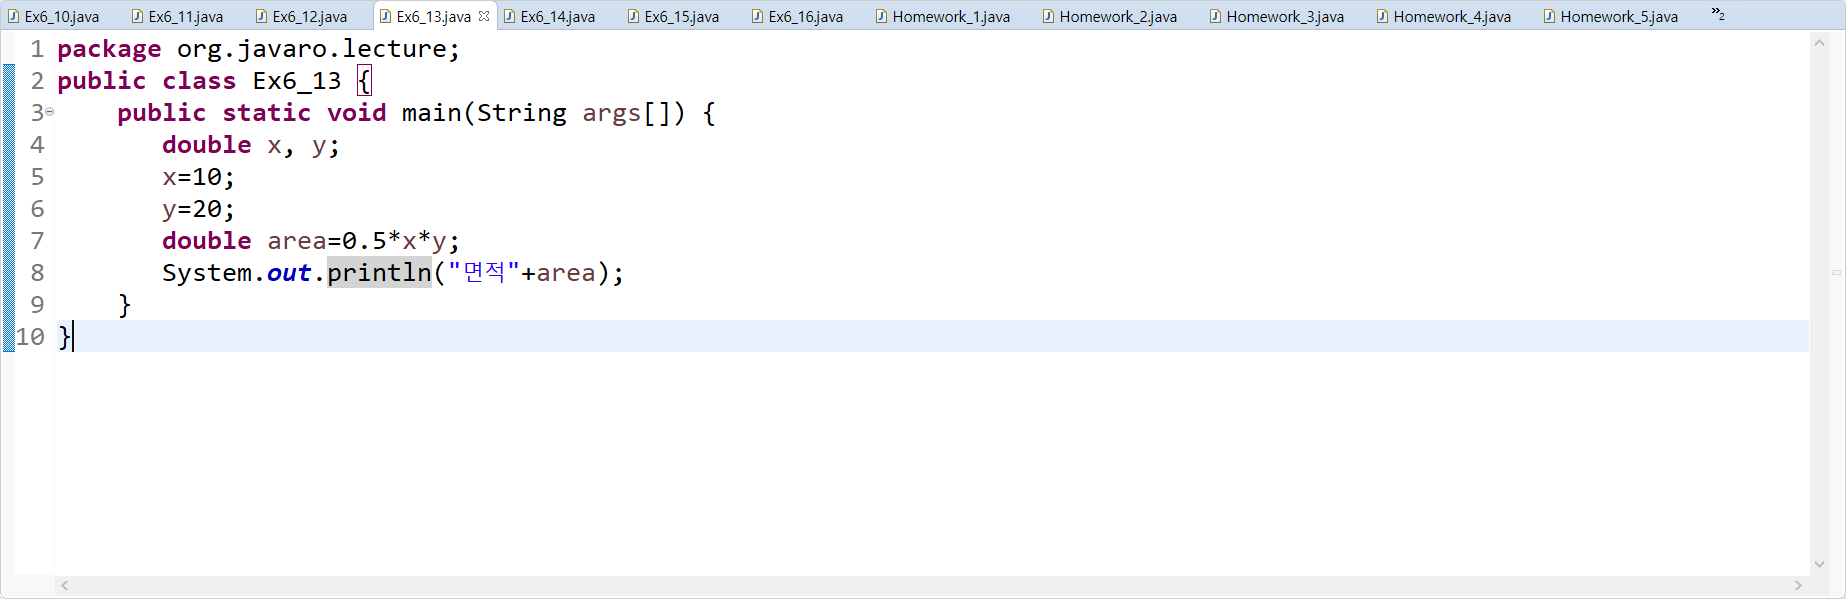 Ex6_10.java Ex6_11.java Ex6_12.java Ex6_13.java Ex6_14.java Ex6_15.java Ex6_16.java Homework_1.java Homework_2.java Homework_3.java Homework_4.java Homework_5.java »2
1 package org.javaro.lecture;
2 public class Ex6_13 {
3 public static void main(String args[]) {
4 double x, y;
5 x=10;
6 y=20;
7 double area=0.5*x*y;
8 System.out.println("면적"+area);
9 }
10 }